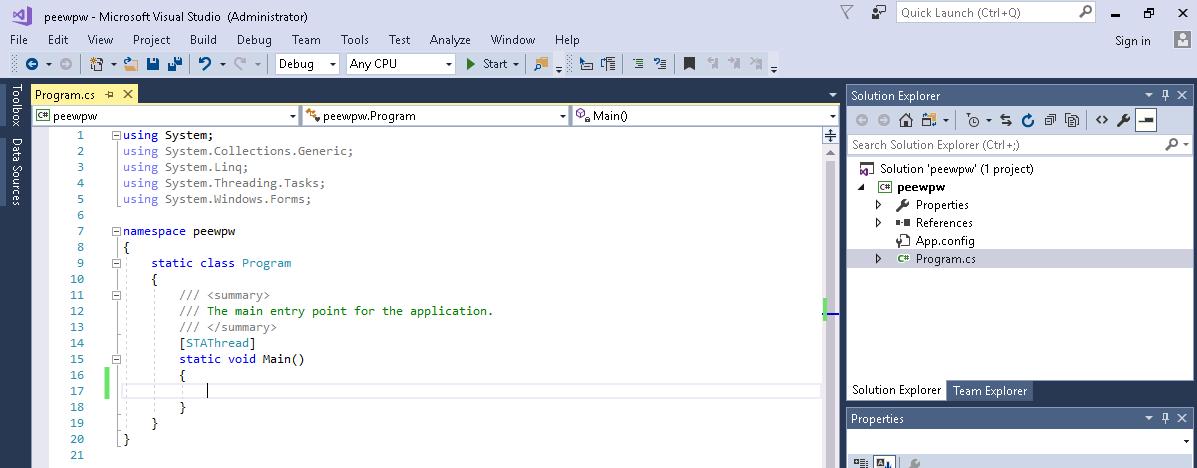 peewpw - Microsoft Visual Studio (Administrator)
Quick Launch (Ctrl+Q)
File Edit View Project Build Debug Team Tools Test Analyze Window Help
Sign in
Debug Any CPU Start
Toolbox
Data Sources
Program.cs
C# peewpw peewpw.Program Main()
1 using System;
2 using System.Collections.Generic;
3 using System.Linq;
4 using System.Threading.Tasks;
5 using System.Windows.Forms;
6
7 namespace peewpw
8 {
9 static class Program
10 {
11 /// <summary>
12 /// The main entry point for the application.
13 /// </summary>
14 [STAThread]
15 static void Main()
16 {
17
18 }
19 }
20 }
21
Solution Explorer
Search Solution Explorer (Ctrl+;)
Solution 'peewpw' (1 project)
C# peewpw
Properties
References
App.config
C# Program.cs
Solution Explorer Team Explorer
Properties